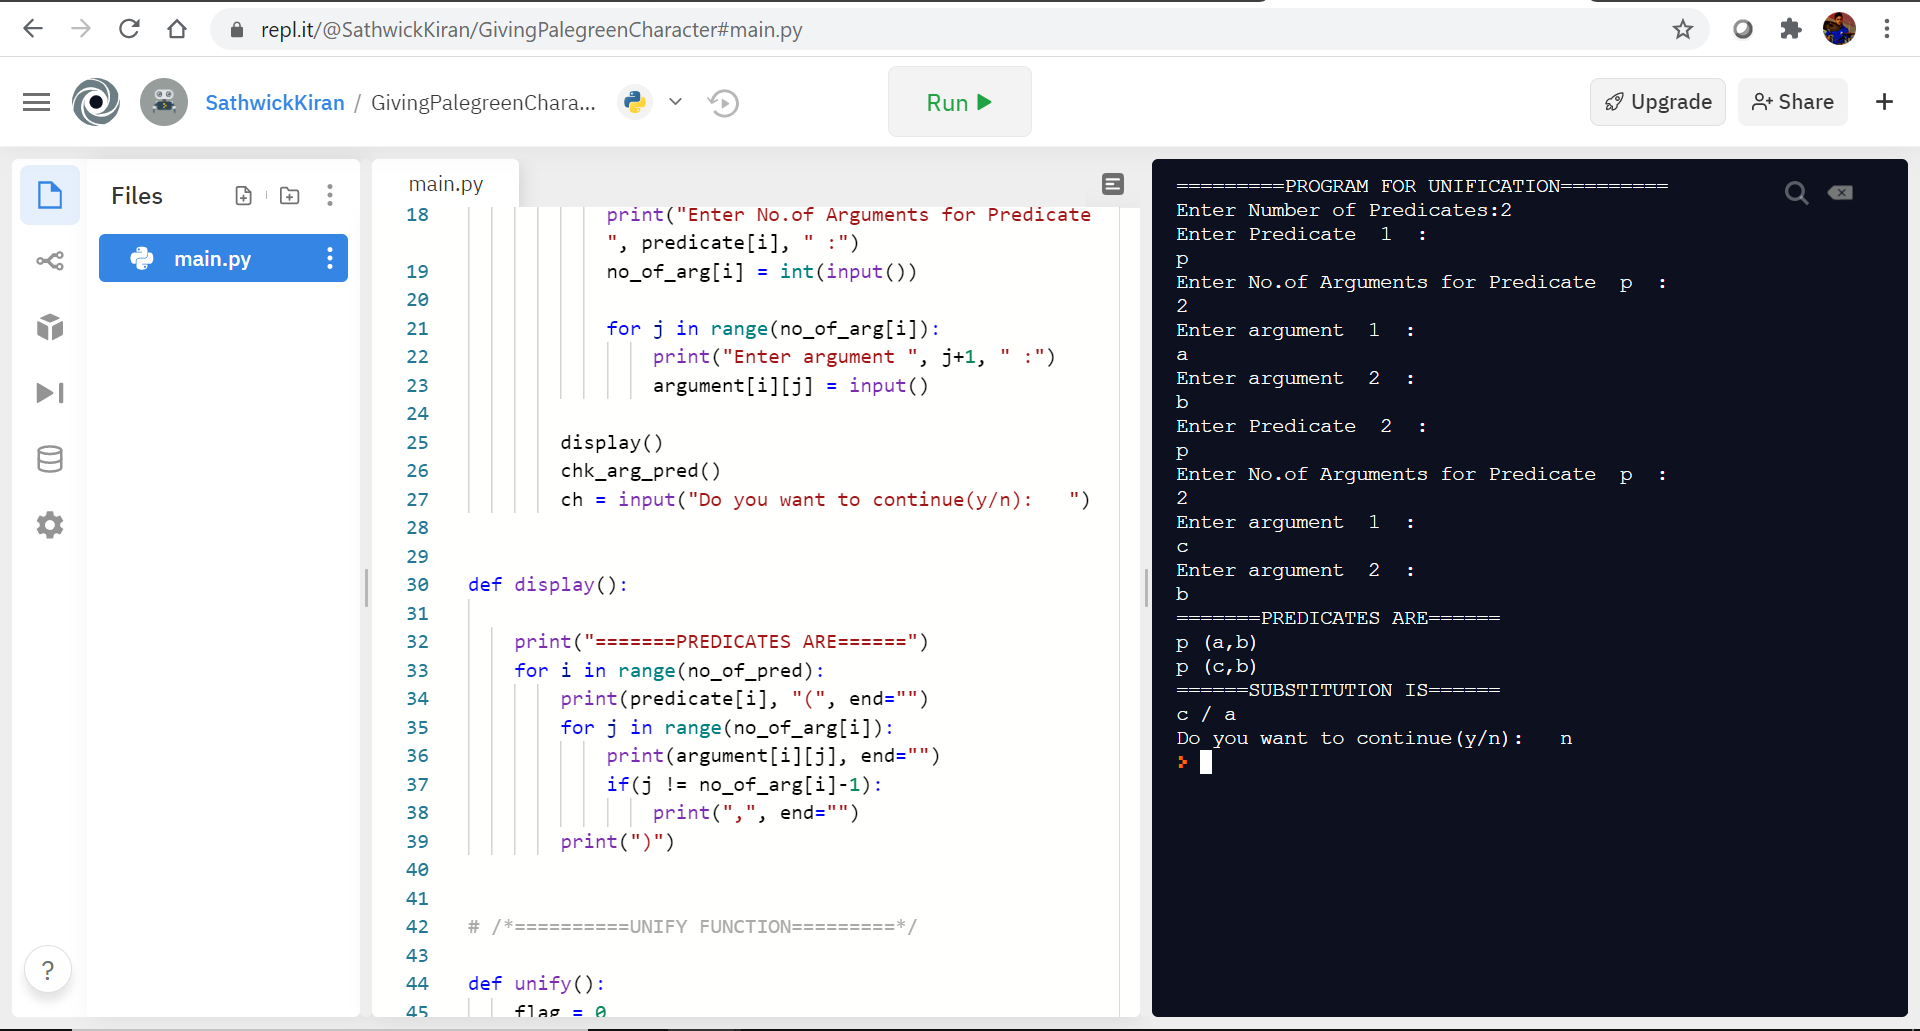 repl.it/@SathwickKiran/GivingPalegreenCharacter#main.py
SathwickKiran / GivingPalegreenChara...
Run
Upgrade
Share
Files
main.py
main.py
18 print("Enter No.of Arguments for Predicate
", predicate[i], " :")
19 no_of_arg[i] = int(input())
20
21 for j in range(no_of_arg[i]):
22 print("Enter argument ", j+1, " :")
23 argument[i][j] = input()
24
25 display()
26 chk_arg_pred()
27 ch = input("Do you want to continue(y/n):   ")
28
29
30 def display():
31
32 print("=======PREDICATES ARE======")
33 for i in range(no_of_pred):
34 print(predicate[i], "(", end="")
35 for j in range(no_of_arg[i]):
36 print(argument[i][j], end="")
37 if(j != no_of_arg[i]-1):
38 print(",", end="")
39 print(")")
40
41
42 # /*==========UNIFY FUNCTION=========*/
43
44 def unify():
45 flag = 0
?
=========PROGRAM FOR UNIFICATION=========
Enter Number of Predicates:2
Enter Predicate  1  :
p
Enter No.of Arguments for Predicate  p  :
2
Enter argument  1  :
a
Enter argument  2  :
b
Enter Predicate  2  :
p
Enter No.of Arguments for Predicate  p  :
2
Enter argument  1  :
c
Enter argument  2  :
b
=======PREDICATES ARE======
p (a,b)
p (c,b)
======SUBSTITUTION IS======
c / a
Do you want to continue(y/n):   n